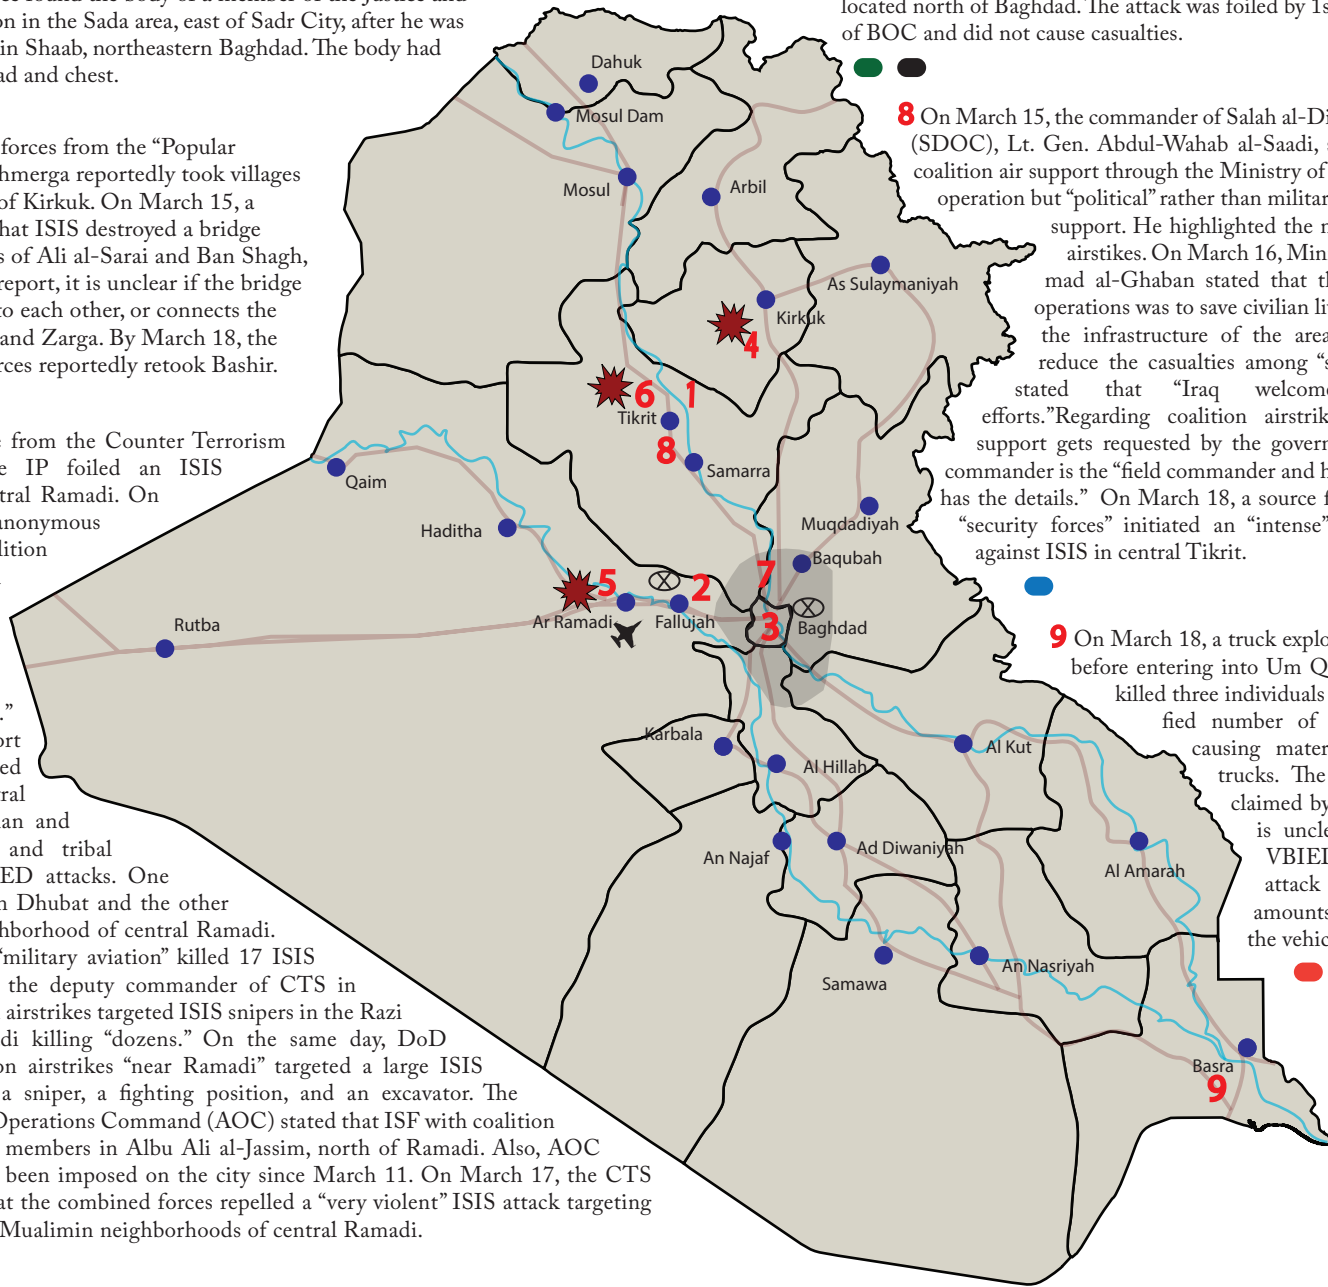 on in the Sada area, east of Sadr City, after he was
in Shaab, northeastern Baghdad. The body had
ad and chest.
forces from the “Popular
hmerga reportedly took villages
of Kirkuk. On March 15, a
hat ISIS destroyed a bridge
s of Ali al-Sarai and Ban Shagh,
report, it is unclear if the bridge
to each other, or connects the
and Zarga. By March 18, the
rces reportedly retook Bashir.
e from the Counter Terrorism
e IP foiled an ISIS
tral Ramadi. On
anonymous
lition
.”
ort
ed
ral
an and
and tribal
ED attacks. One
n Dhubat and the other
hborhood of central Ramadi.
“military aviation” killed 17 ISIS
the deputy commander of CTS in
airstrikes targeted ISIS snipers in the Razi
di killing “dozens.” On the same day, DoD
on airstrikes “near Ramadi” targeted a large ISIS
a sniper, a fighting position, and an excavator. The
Operations Command (AOC) stated that ISF with coalition
members in Albu Ali al-Jassim, north of Ramadi. Also, AOC
been imposed on the city since March 11. On March 17, the CTS
at the combined forces repelled a “very violent” ISIS attack targeting
Mualimin neighborhoods of central Ramadi.
Dahuk
Mosul Dam
Mosul
Arbil
As Sulaymaniyah
Kirkuk
4
6
1
Tikrit
8
Samarra
Qaim
Haditha
Muqdadiyah
Baqubah
7
5
2
Ar Ramadi
Fallujah
3
Baghdad
Rutba
Karbala
Al Hillah
Al Kut
An Najaf
Ad Diwaniyah
Al Amarah
Samawa
An Nasriyah
Basra
9
located north of Baghdad. The attack was foiled by 1s
of BOC and did not cause casualties.
8 On March 15, the commander of Salah al-Di
(SDOC), Lt. Gen. Abdul-Wahab al-Saadi, s
coalition air support through the Ministry of
operation but “political” rather than militar
support. He highlighted the n
airstikes. On March 16, Mini
mad al-Ghaban stated that th
operations was to save civilian li
the infrastructure of the area
reduce the casualties among “s
stated that “Iraq welcome
efforts.”Regarding coalition airstrik
support gets requested by the govern
commander is the “field commander and h
has the details.” On March 18, a source f
“security forces” initiated an “intense”
against ISIS in central Tikrit.
9 On March 18, a truck explo
before entering into Um Q
killed three individuals
fied number of
causing mater
trucks. The
claimed by
is uncle
VBIED
attack
amounts
the vehic